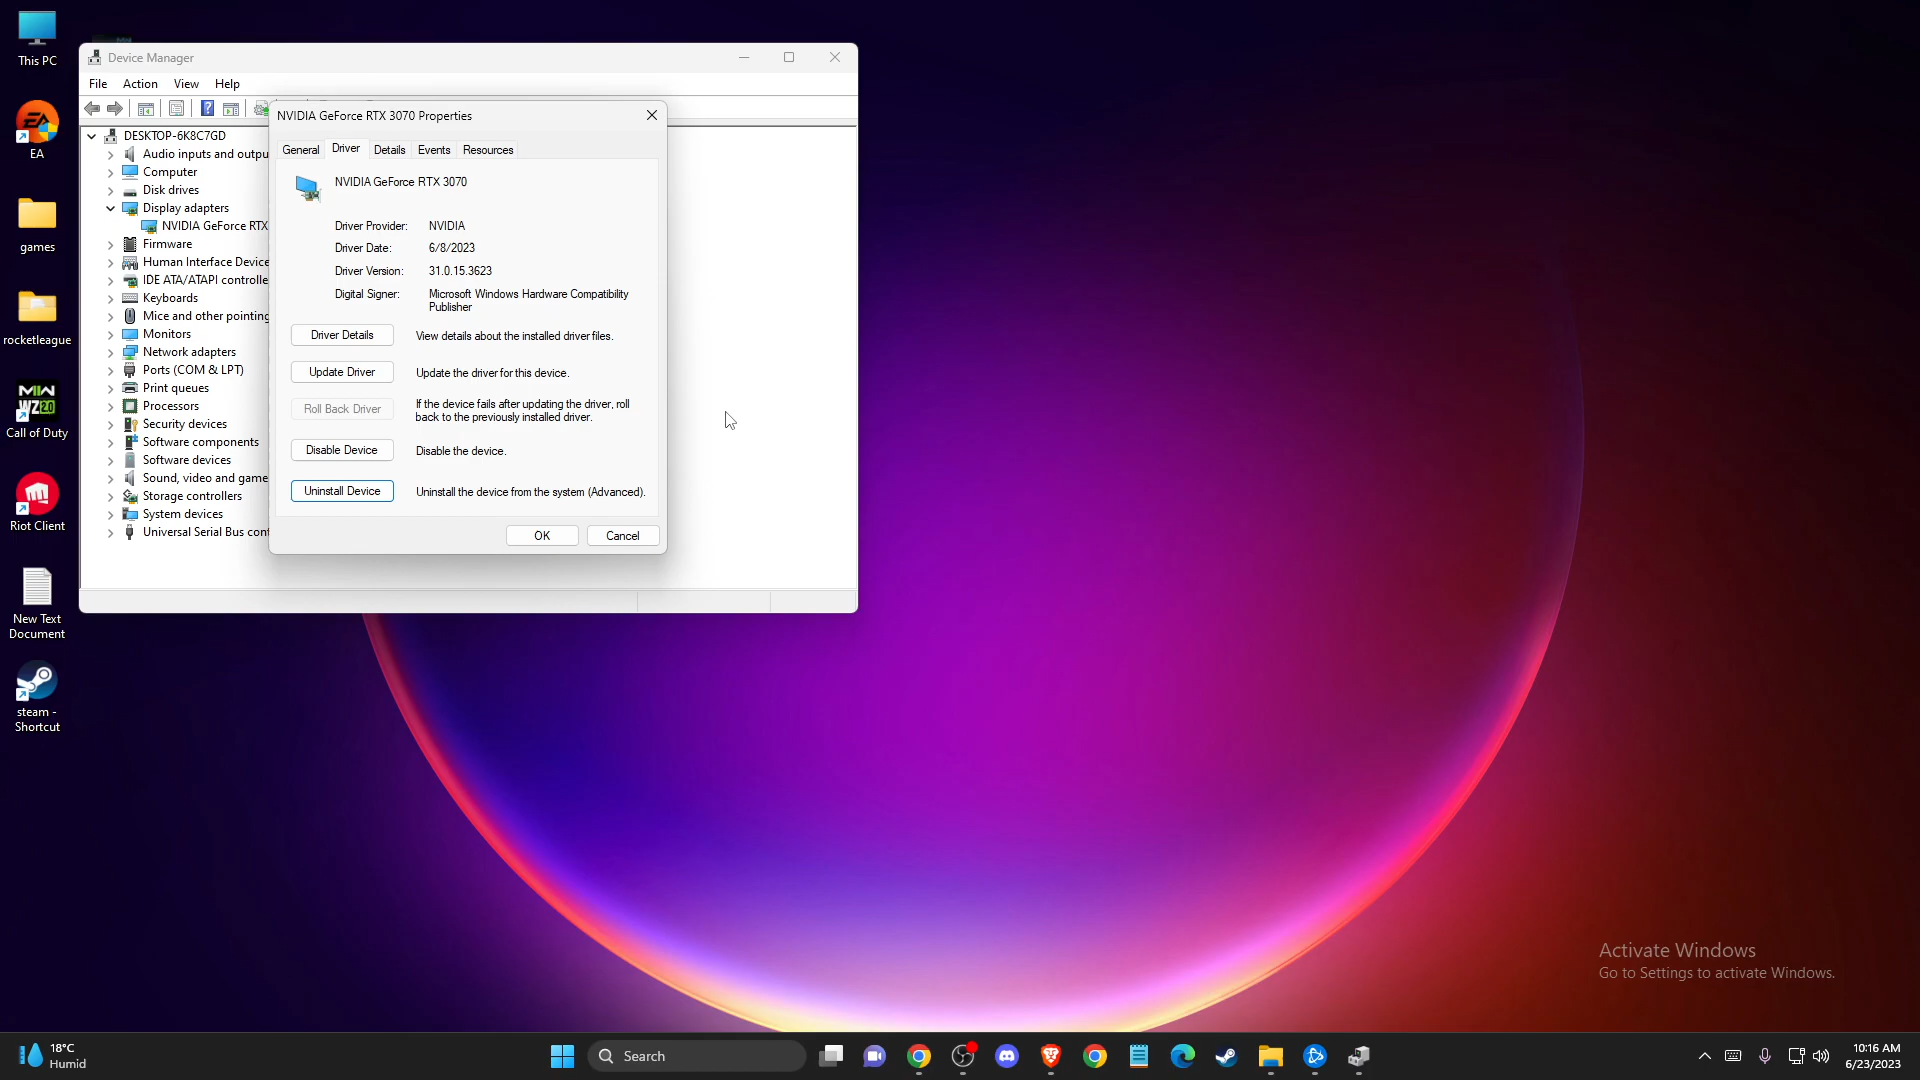 This PC
EA
games
rocketleague
MW
WZ2.0
Call of Duty
Riot Client
New Text
Document
steam -
Shortcut
Device Manager
File Action View Help
DESKTOP-6K8C7GD
Audio inputs and outpu
Computer
Disk drives
Display adapters
NVIDIA GeForce RTX
Firmware
Human Interface Device
IDE ATA/ATAPI controlle
Keyboards
Mice and other pointing
Monitors
Network adapters
Ports (COM & LPT)
Print queues
Processors
Security devices
Software components
Software devices
Sound, video and game
Storage controllers
System devices
Universal Serial Bus cont
NVIDIA GeForce RTX 3070 Properties
General Driver Details Events Resources
NVIDIA GeForce RTX 3070
Driver Provider: NVIDIA
Driver Date: 6/8/2023
Driver Version: 31.0.15.3623
Digital Signer: Microsoft Windows Hardware Compatibility
Publisher
Driver Details View details about the installed driver files.
Update Driver Update the driver for this device.
Roll Back Driver If the device fails after updating the driver, roll
back to the previously installed driver.
Disable Device Disable the device.
Uninstall Device Uninstall the device from the system (Advanced).
OK Cancel
Activate Windows
Go to Settings to activate Windows.
18°C
Humid
Search
10:16 AM
6/23/2023